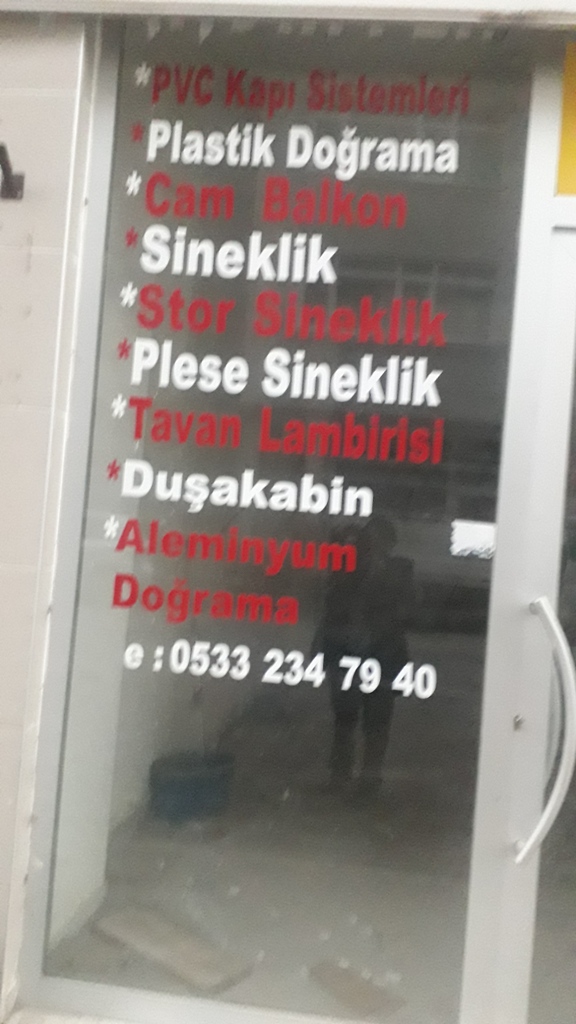 *PVC Kapı Sistemleri
*Plastik Doğrama
*Cam Balkon
*Sineklik
*Stor Sineklik
*Plese Sineklik
*Tavan Lambirisi
*Duşakabin
*Aleminyum
Doğrama
e : 0533 234 79 40